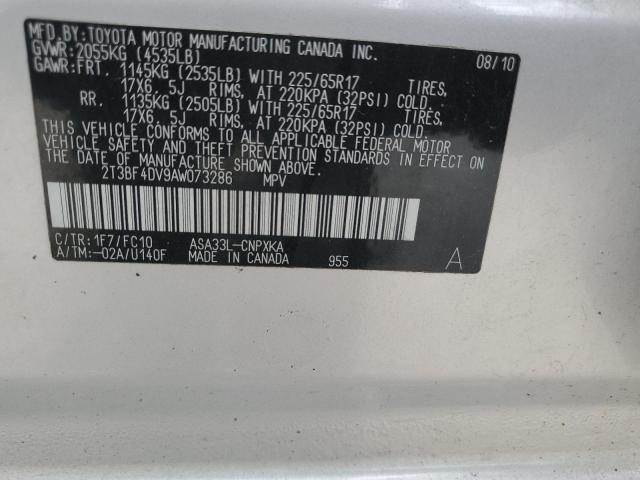 MFD.BY:TOYOTA MOTOR MANUFACTURING CANADA INC.
GVWR:2055KG (4535LB) 08/10
GAWR:FRT. 1145KG (2535LB) WITH 225/65R17 TIRES,
17X6.5J RIMS, AT 220KPA (32PSI) COLD.
RR. 1135KG (2505LB) WITH 225/65R17 TIRES,
17X6.5J RIMS, AT 220KPA (32PSI) COLD.
THIS VEHICLE CONFORMS TO ALL APPLICABLE FEDERAL MOTOR
VEHICLE SAFETY AND THEFT PREVENTION STANDARDS IN EFFECT ON
THE DATE OF MANUFACTURE SHOWN ABOVE.
2T3BF4DV9AW073286 MPV
C/TR:1F7/FC10 ASA33L-CNPXKA A
A/TM:-02A/U140F MADE IN CANADA 955